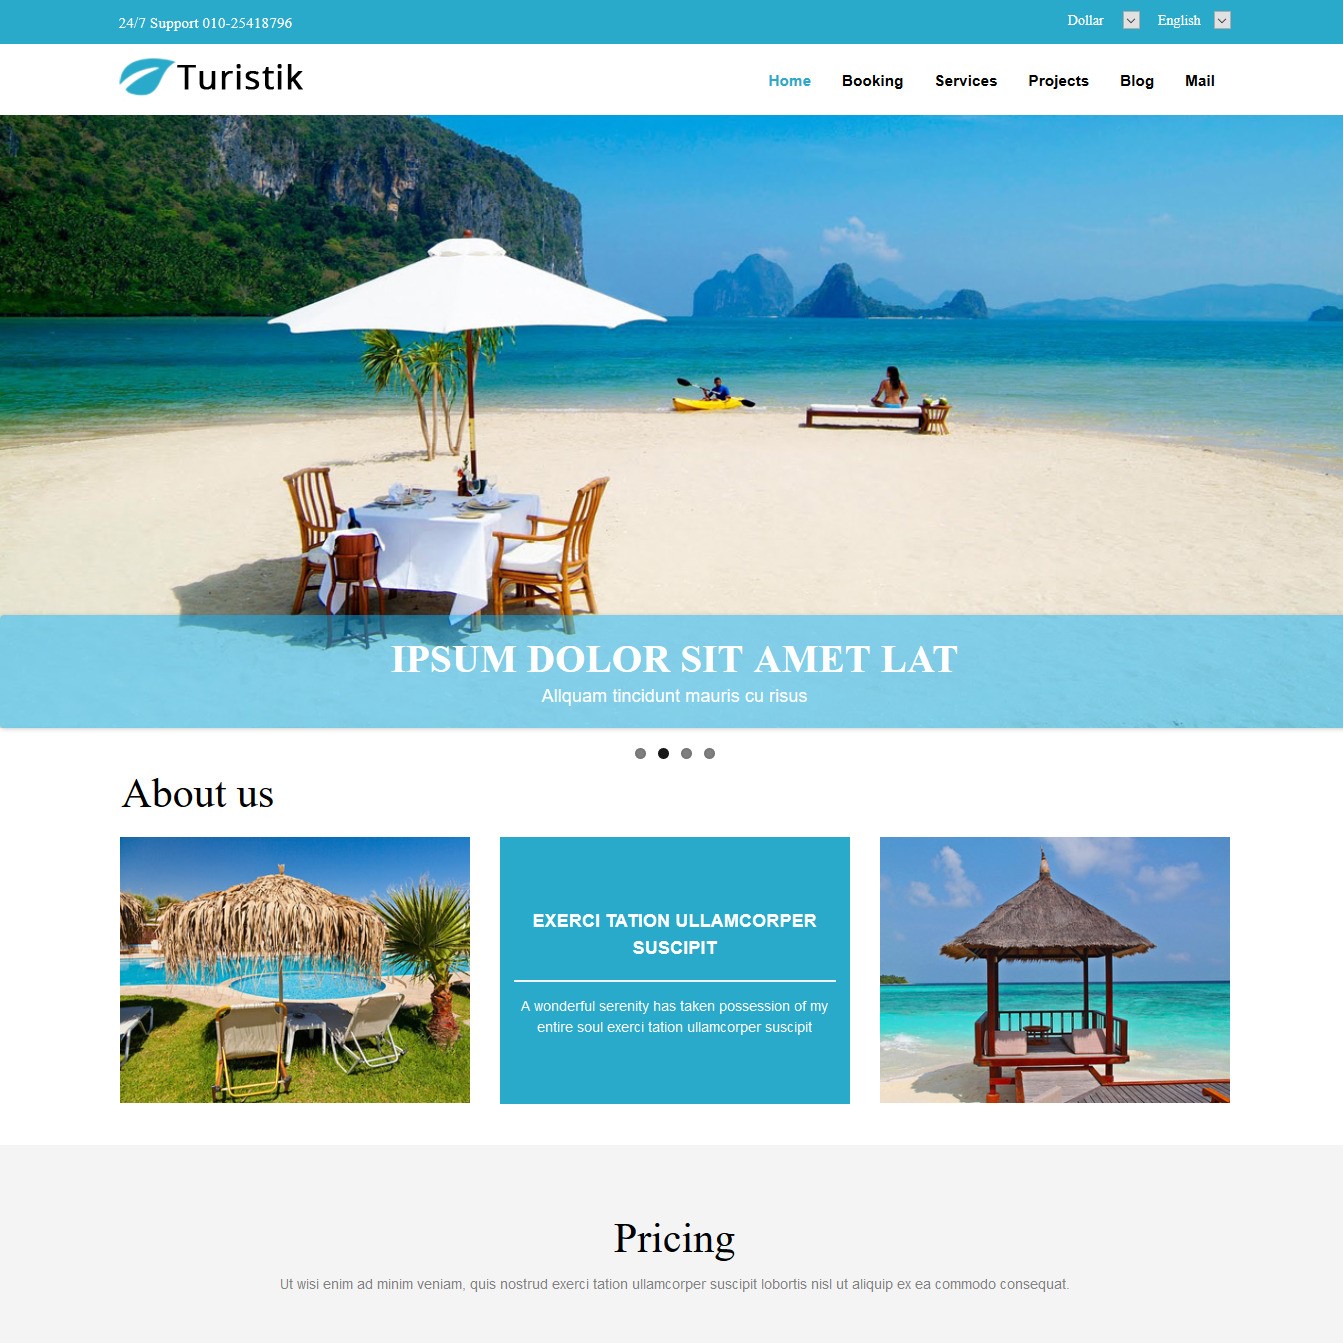 24/7 Support 010-25418796
Dollar
English
Turistik
Home
Booking
Services
Projects
Blog
Mail
IPSUM DOLOR SIT AMET LAT
Allquam tincidunt mauris cu risus
About us
EXERCI TATION ULLAMCORPER
SUSCIPIT
A wonderful serenity has taken possession of my
entire soul exerci tation ullamcorper suscipit
Pricing
Ut wisi enim ad minim veniam, quis nostrud exerci tation ullamcorper suscipit lobortis nisl ut aliquip ex ea commodo consequat.